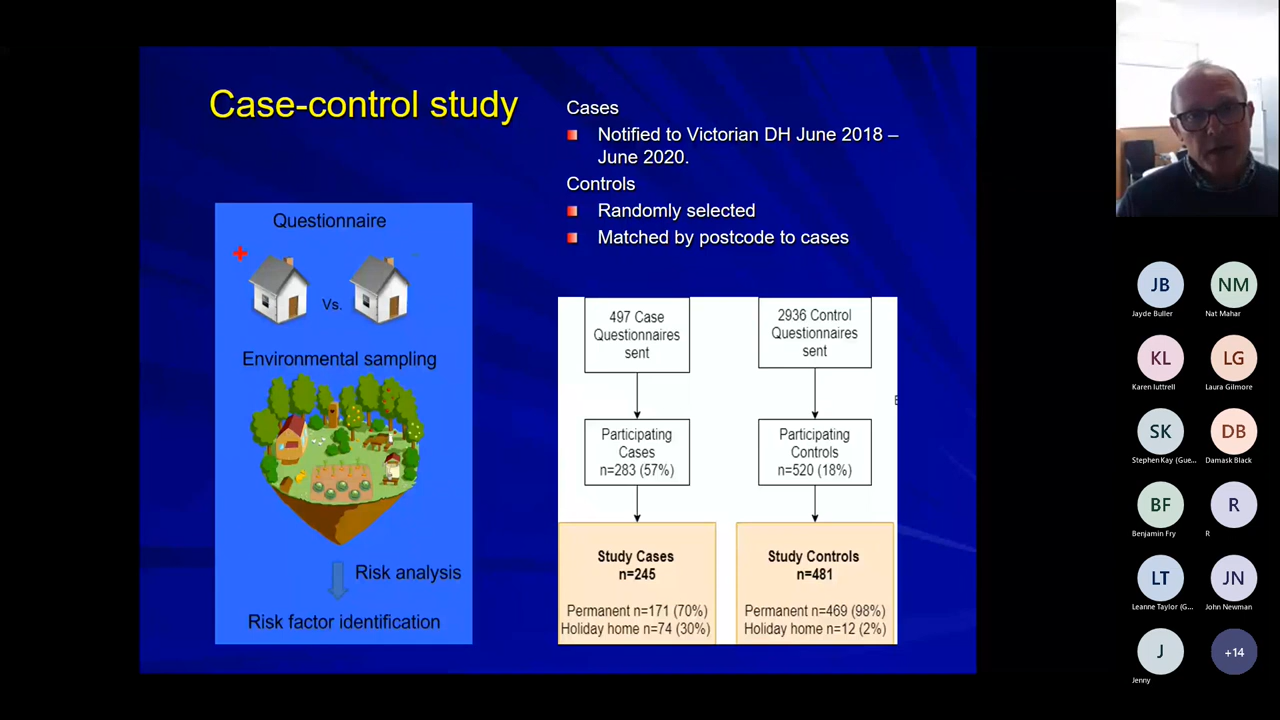 Case-control study
Questionnaire
+
-
Vs.
Environmental sampling
Risk analysis
Risk factor identification
Cases
Notified to Victorian DH June 2018 –
June 2020.
Controls
Randomly selected
Matched by postcode to cases
497 Case
Questionnaires
sent
2936 Control
Questionnaires
sent
Participating
Cases
n=283 (57%)
Participating
Controls
n=520 (18%)
Study Cases
n=245
Permanent n=171 (70%)
Holiday home n=74 (30%)
Study Controls
n=481
Permanent n=469 (98%)
Holiday home n=12 (2%)
JB
Jayde Buller
NM
Nat Mahar
KL
Karen luttrell
LG
Laura Gilmore
SK
Stephen Kay (Gue...
DB
Damask Black
BF
Benjamin Fry
R
R
LT
Leanne Taylor (G...
JN
John Newman
J
Jenny
+14